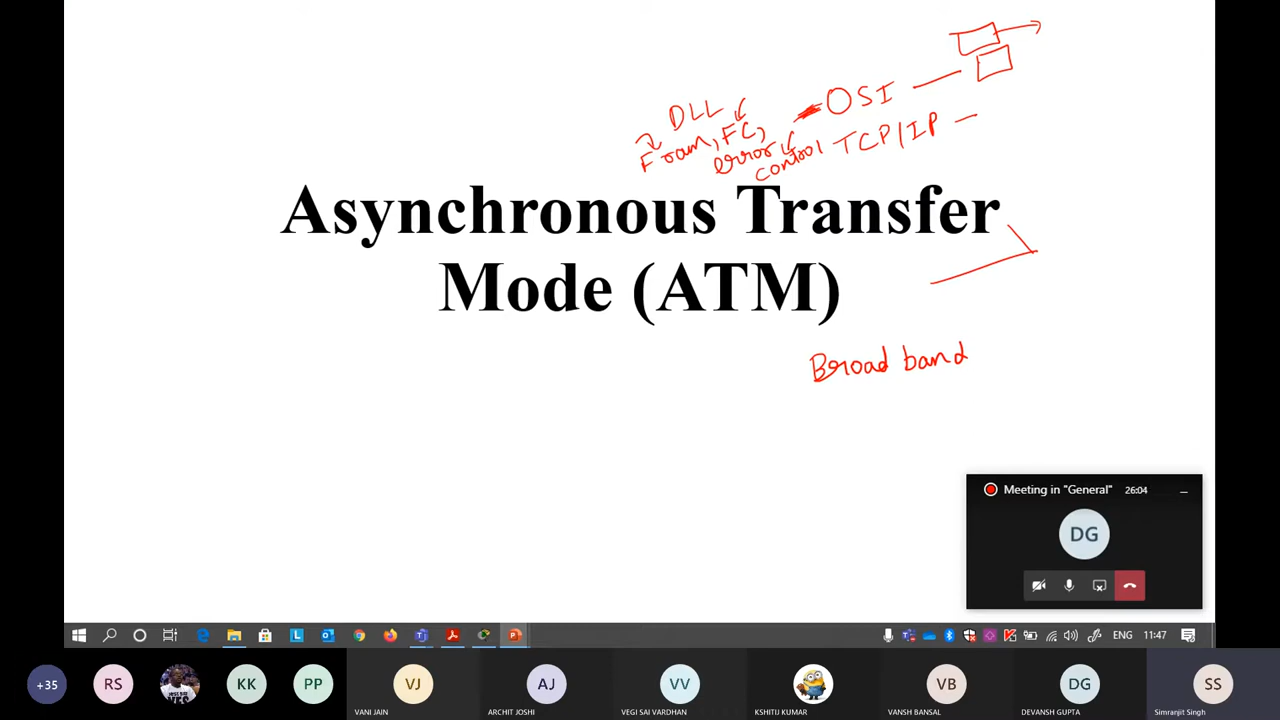 OSI
DLL
Fram, FC,
error
control
TCP/IP
Asynchronous Transfer
Mode (ATM)
Broad band
Meeting in "General" 26:04
DG
ENG 11:47
+35 RS KK PP VJ AJ VV VB DG SS
VANI JAIN ARCHIT JOSHI VEGI SAI VARDHAN KSHITIJ KUMAR VANSH BANSAL DEVANSH GUPTA Simranjit Singh